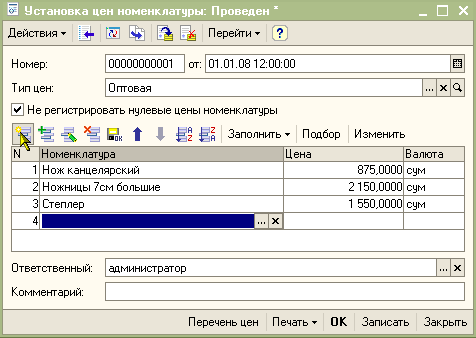 Установка цен номенклатуры: Проведен *
Действия Перейти ?
Номер: 00000000001 от: 01.01.08 12:00:00
Тип цен: Оптовая ... x
Не регистрировать нулевые цены номенклатуры
Заполнить Подбор Изменить
N Номенклатура Цена Валюта
1 Нож канцелярский 875,0000 сум
2 Ножницы 7см большие 2 150,0000 сум
3 Степлер 1 550,0000 сум
4 ... x
Ответственный: администратор ... x
Комментарий:
Перечень цен Печать OK Записать Закрыть